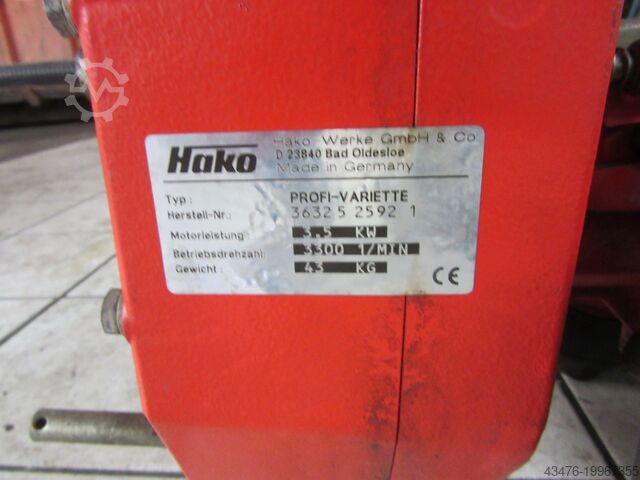 Hako
Hako-Werke GmbH & Co
D 23840 Bad Oldesloe
Made in Germany
Typ: PROFI-VARIETTE
Herstell-Nr.: 3632 5 2592 1
Motorleistung: 3.5 KW
Betriebsdrehzahl: 3300 1/MIN
Gewicht: 43 KG
CE
43476-19967855